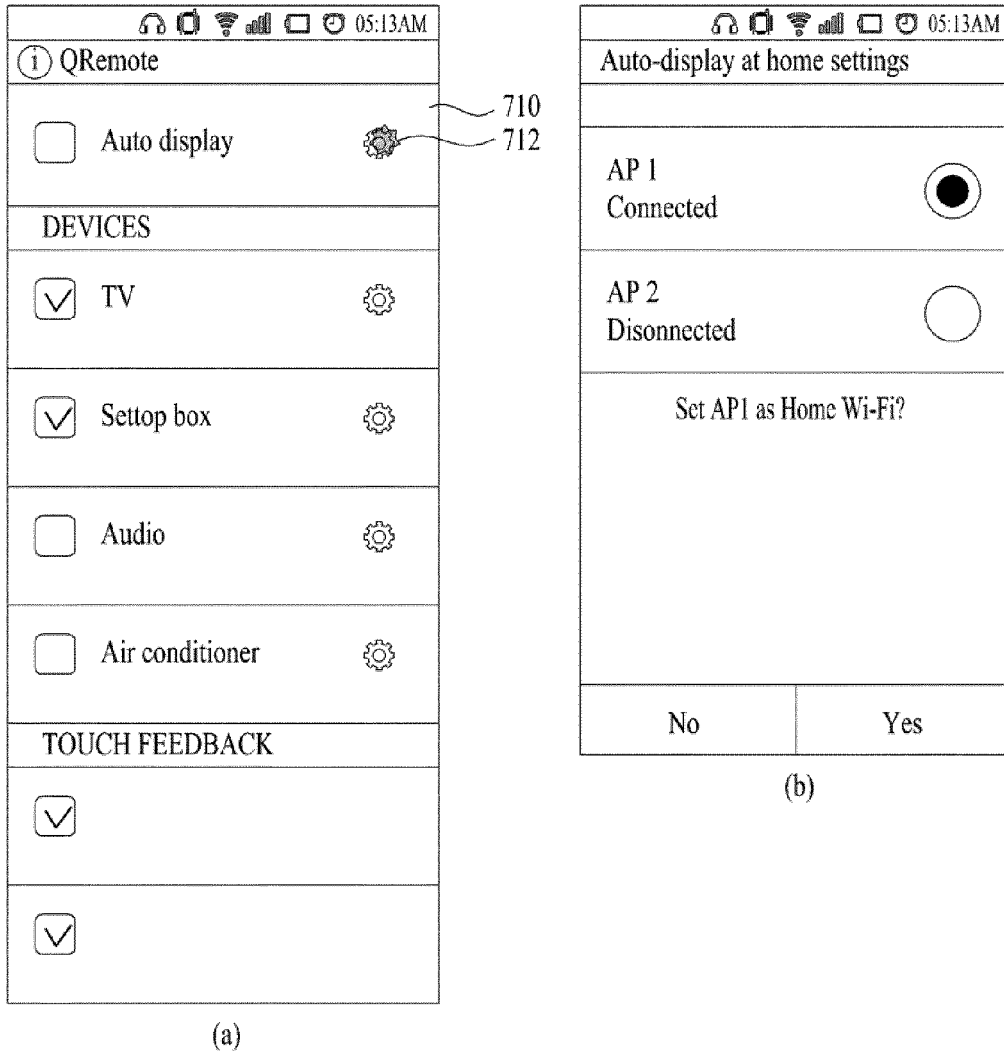 05:13AM
i QRemote
Auto display
710
712
DEVICES
TV
Settop box
Audio
Air conditioner
TOUCH FEEDBACK
(a)
05:13AM
Auto-display at home settings
AP 1
Connected
AP 2
Disonnected
Set AP1 as Home Wi-Fi?
No Yes
(b)